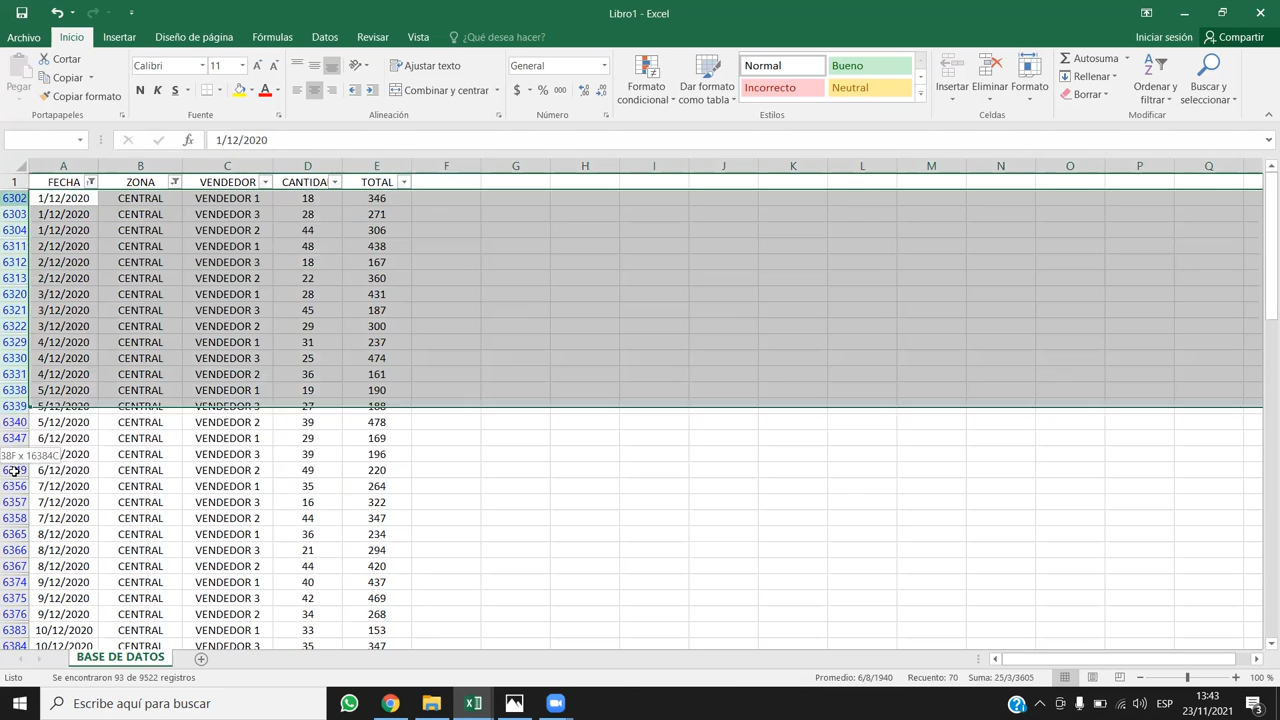 Libro1 - Excel
Archivo Inicio Insertar Diseño de página Fórmulas Datos Revisar Vista ¿Qué desea hacer? Iniciar sesión Compartir
Pegar
Cortar
Copiar
Copiar formato
Portapapeles
Calibri 11
N K S
Fuente
Ajustar texto
Combinar y centrar
Alineación
General
$ % 000
Número
Formato condicional
Dar formato como tabla
Normal Bueno
Incorrecto Neutral
Estilos
Insertar Eliminar Formato
Celdas
Autosuma
Rellenar
Borrar
Ordenar y filtrar
Buscar y seleccionar
Modificar
fx 1/12/2020
A B C D E F G H I J K L M N O P Q
1 FECHA ZONA VENDEDOR CANTIDA TOTAL
6302 1/12/2020 CENTRAL VENDEDOR 1 18 346
6303 1/12/2020 CENTRAL VENDEDOR 3 28 271
6304 1/12/2020 CENTRAL VENDEDOR 2 44 306
6311 2/12/2020 CENTRAL VENDEDOR 1 48 438
6312 2/12/2020 CENTRAL VENDEDOR 3 18 167
6313 2/12/2020 CENTRAL VENDEDOR 2 22 360
6320 3/12/2020 CENTRAL VENDEDOR 1 28 431
6321 3/12/2020 CENTRAL VENDEDOR 3 45 187
6322 3/12/2020 CENTRAL VENDEDOR 2 29 300
6329 4/12/2020 CENTRAL VENDEDOR 1 31 237
6330 4/12/2020 CENTRAL VENDEDOR 3 25 474
6331 4/12/2020 CENTRAL VENDEDOR 2 36 161
6338 5/12/2020 CENTRAL VENDEDOR 1 19 190
6339 5/12/2020 CENTRAL VENDEDOR 3 27 188
6340 5/12/2020 CENTRAL VENDEDOR 2 39 478
6347 6/12/2020 CENTRAL VENDEDOR 1 29 169
38F x 16384C /12/2020 CENTRAL VENDEDOR 3 39 196
6/12/2020 CENTRAL VENDEDOR 2 49 220
6356 7/12/2020 CENTRAL VENDEDOR 1 35 264
6357 7/12/2020 CENTRAL VENDEDOR 3 16 322
6358 7/12/2020 CENTRAL VENDEDOR 2 44 347
6365 8/12/2020 CENTRAL VENDEDOR 1 36 234
6366 8/12/2020 CENTRAL VENDEDOR 3 21 294
6367 8/12/2020 CENTRAL VENDEDOR 2 44 420
6374 9/12/2020 CENTRAL VENDEDOR 1 40 437
6375 9/12/2020 CENTRAL VENDEDOR 3 42 469
6376 9/12/2020 CENTRAL VENDEDOR 2 34 268
6383 10/12/2020 CENTRAL VENDEDOR 1 33 153
6384 10/12/2020 CENTRAL VENDEDOR 3 35 347
BASE DE DATOS
Listo Se encontraron 93 de 9522 registros Promedio: 6/8/1940 Recuento: 70 Suma: 25/3/3605 100 %
Escribe aquí para buscar
ESP
13:43
23/11/2021
3